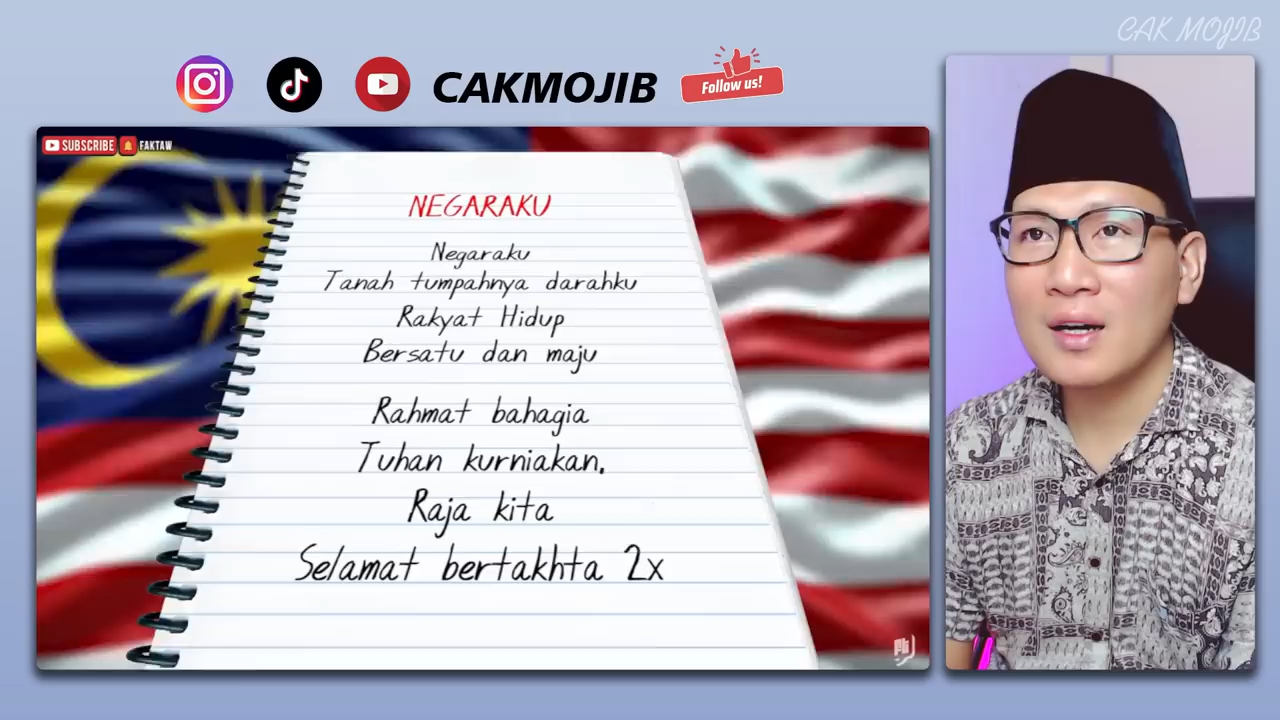 CAK MOJIB
CAKMOJIB
Follow us!
SUBSCRIBE
FAKTAW
NEGARAKU
Negaraku
Tanah tumpahnya darahku
Rakyat Hidup
Bersatu dan maju
Rahmat bahagia
Tuhan kurniakan,
Raja kita
Selamat bertakhta 2x